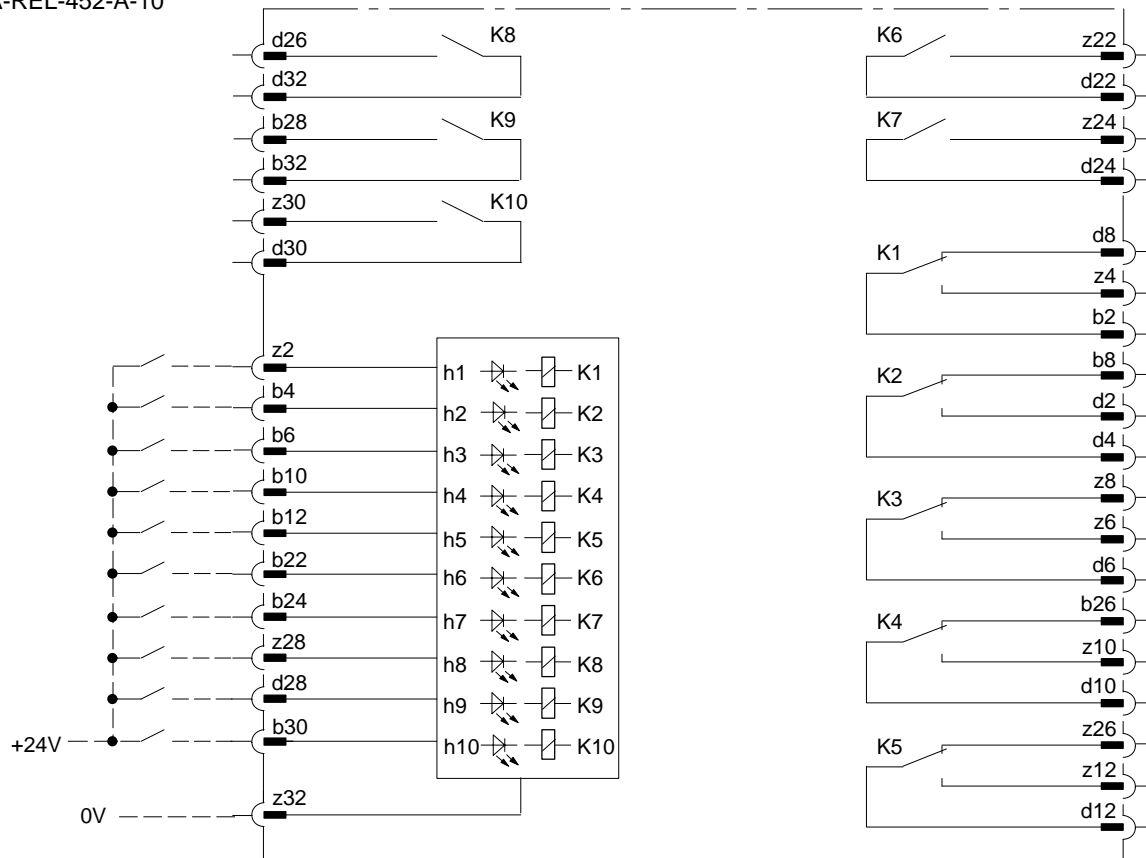 -REL-452-A-10
d26 K8
d32
b28 K9
b32
z30 K10
d30
K6 z22
d22
K7 z24
d24
K1 d8
z4
b2
K2 b8
d2
d4
K3 z8
z6
d6
K4 b26
z10
d10
K5 z26
z12
d12
z2 h1 K1
b4 h2 K2
b6 h3 K3
b10 h4 K4
b12 h5 K5
b22 h6 K6
b24 h7 K7
z28 h8 K8
d28 h9 K9
+24V b30 h10 K10
0V z32